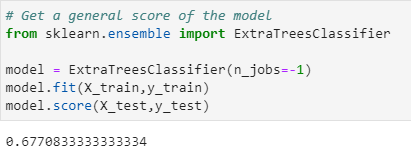 # Get a general score of the model
from sklearn.ensemble import ExtraTreesClassifier
model = ExtraTreesClassifier(n_jobs=-1)
model.fit(X_train,y_train)
model.score(X_test,y_test)
0.6770833333333334